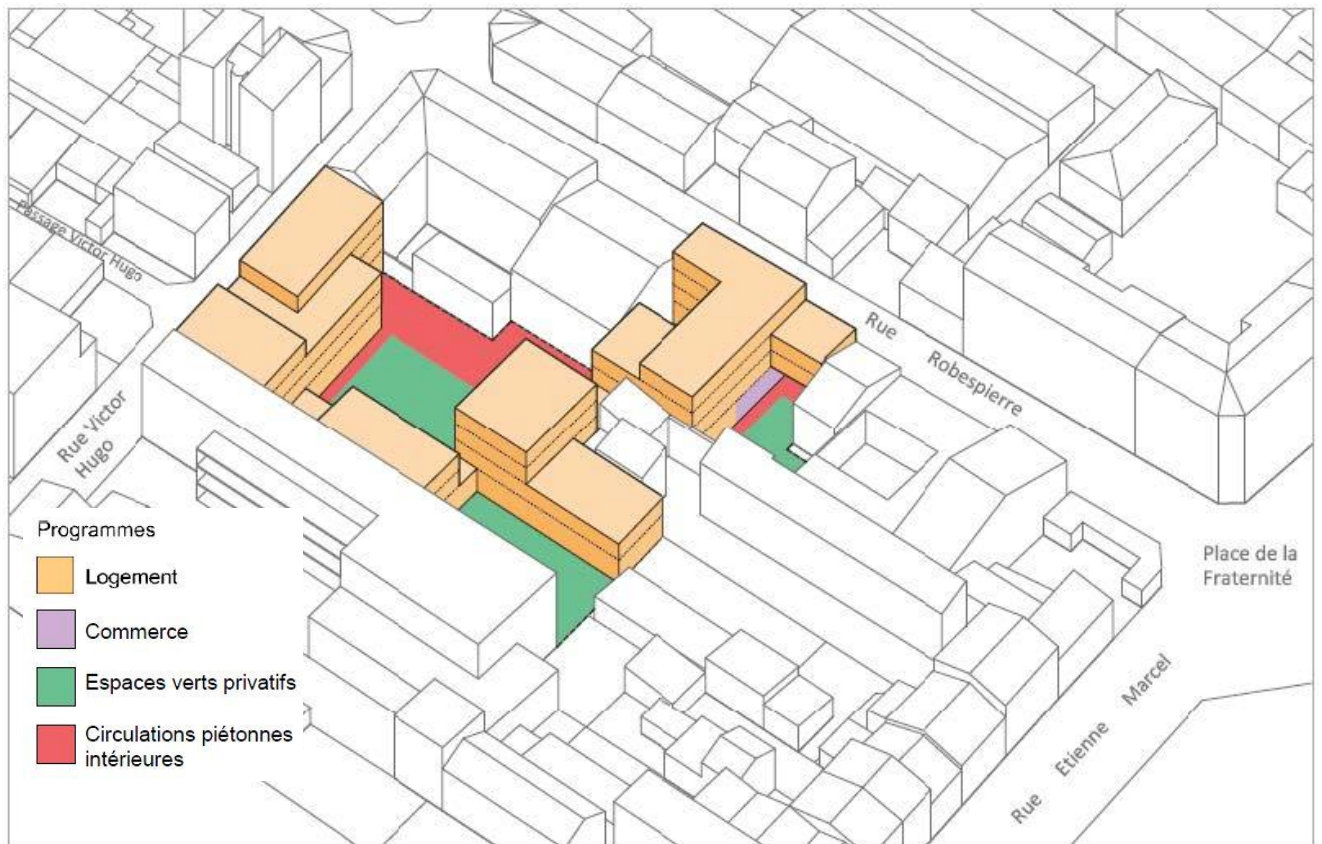 Passage Victor Hugo
Rue Victor
Hugo
Rue
Robespierre
Place de la
Fraternité
Rue Etienne Marcel
Programmes
Logement
Commerce
Espaces verts privatifs
Circulations piétonnes
intérieures